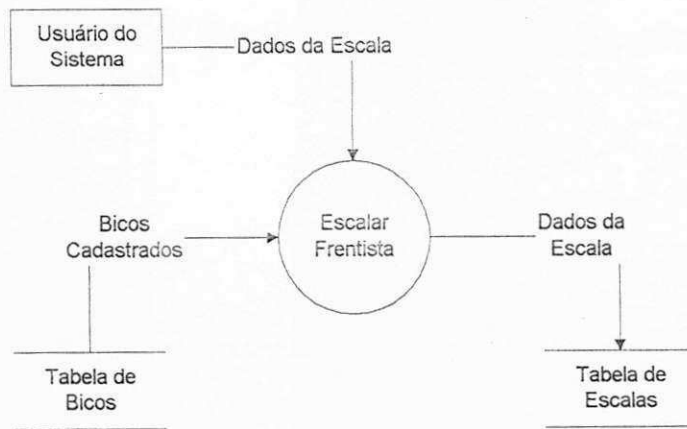 Usuário do
Sistema
Dados da Escala
Bicos
Cadastrados
Escalar
Frentista
Dados da
Escala
Tabela de
Bicos
Tabela de
Escalas